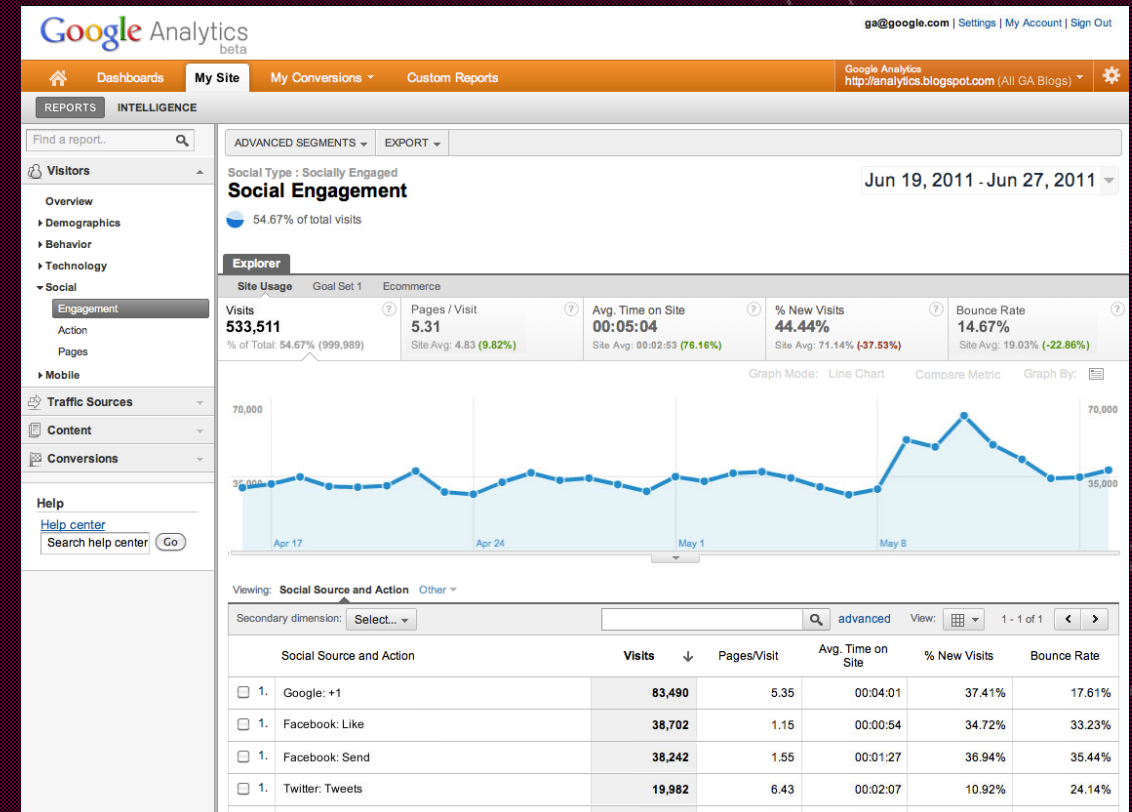 Google Analytics
beta
ga@google.com | Settings | My Account | Sign Out
Dashboards My Site My Conversions Custom Reports
Google Analytics
http://analytics.blogspot.com (All GA Blogs)
REPORTS INTELLIGENCE
Find a report..
Visitors
Overview
Demographics
Behavior
Technology
Social
Engagement
Action
Pages
Mobile
Traffic Sources
Content
Conversions
Help
Help center
Search help center Go
ADVANCED SEGMENTS EXPORT
Social Type : Socially Engaged
Social Engagement
Jun 19, 2011 - Jun 27, 2011
54.67% of total visits
Explorer
Site Usage Goal Set 1 Ecommerce
Visits ?
533,511
% of Total: 54.67% (999,989)
Pages / Visit ?
5.31
Site Avg: 4.83 (9.82%)
Avg. Time on Site ?
00:05:04
Site Avg: 00:02:53 (76.16%)
% New Visits ?
44.44%
Site Avg: 71.14% (-37.53%)
Bounce Rate ?
14.67%
Site Avg: 19.03% (-22.86%)
Graph Mode: Line Chart Compare Metric Graph By:
70,000 70,000
35,000 35,000
Apr 17 Apr 24 May 1 May 8
Viewing: Social Source and Action Other
Secondary dimension: Select... advanced View: 1 - 1 of 1
Social Source and Action Visits Pages/Visit Avg. Time on Site % New Visits Bounce Rate
1. Google: +1 83,490 5.35 00:04:01 37.41% 17.61%
1. Facebook: Like 38,702 1.15 00:00:54 34.72% 33.23%
1. Facebook: Send 38,242 1.55 00:01:27 36.94% 35.44%
1. Twitter: Tweets 19,982 6.43 00:02:07 10.92% 24.14%